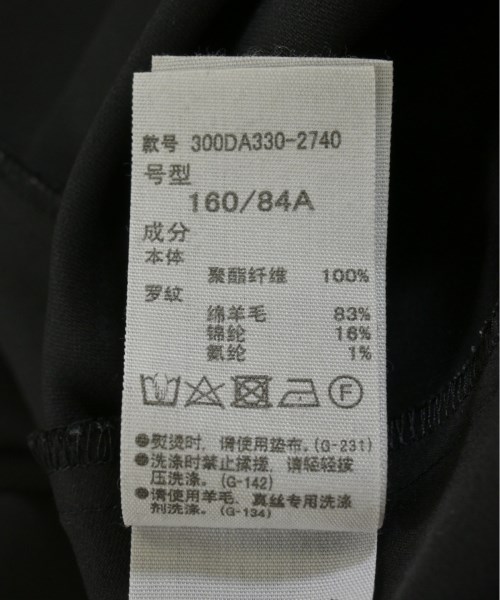 款号 300DA330-2740
号型
160/84A
成分
本体
聚酯纤维 100%
罗纹
绵羊毛 83%
锦纶 16%
氨纶 1%
F
●熨烫时，请使用垫布。(G-231)
●洗涤时禁止揉搓，请轻轻按
压洗涤。(G-142)
●请使用羊毛、真丝专用洗涤
剂洗涤。(G-134)